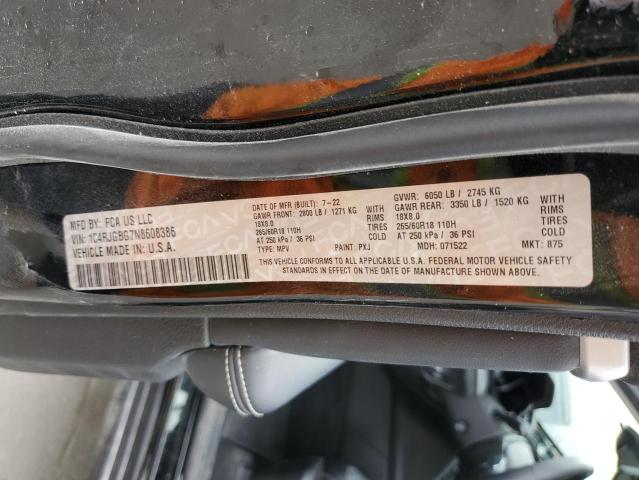 MFD. BY: FCA US LLC
VIN: 1C4RJGBG7N8608386
VEHICLE MADE IN: U.S.A.
DATE OF MFR (BUILT): 7-22
GAWR FRONT: 2800 LB / 1271 KG
18X8.0 RIMS
265/60R18 110H TIRES
AT 250 kPa / 36 PSI COLD
TYPE: MPV PAINT: PXJ
GVWR: 6050 LB / 2745 KG
GAWR REAR: 3350 LB / 1520 KG
18X8.0 RIMS
265/60R18 110H TIRES
AT 250 kPa / 36 PSI COLD
MDH: 071522 MKT: 875
THIS VEHICLE CONFORMS TO ALL APPLICABLE U.S.A. FEDERAL MOTOR VEHICLE SAFETY
STANDARDS IN EFFECT ON THE DATE OF MANUFACTURE SHOWN ABOVE.